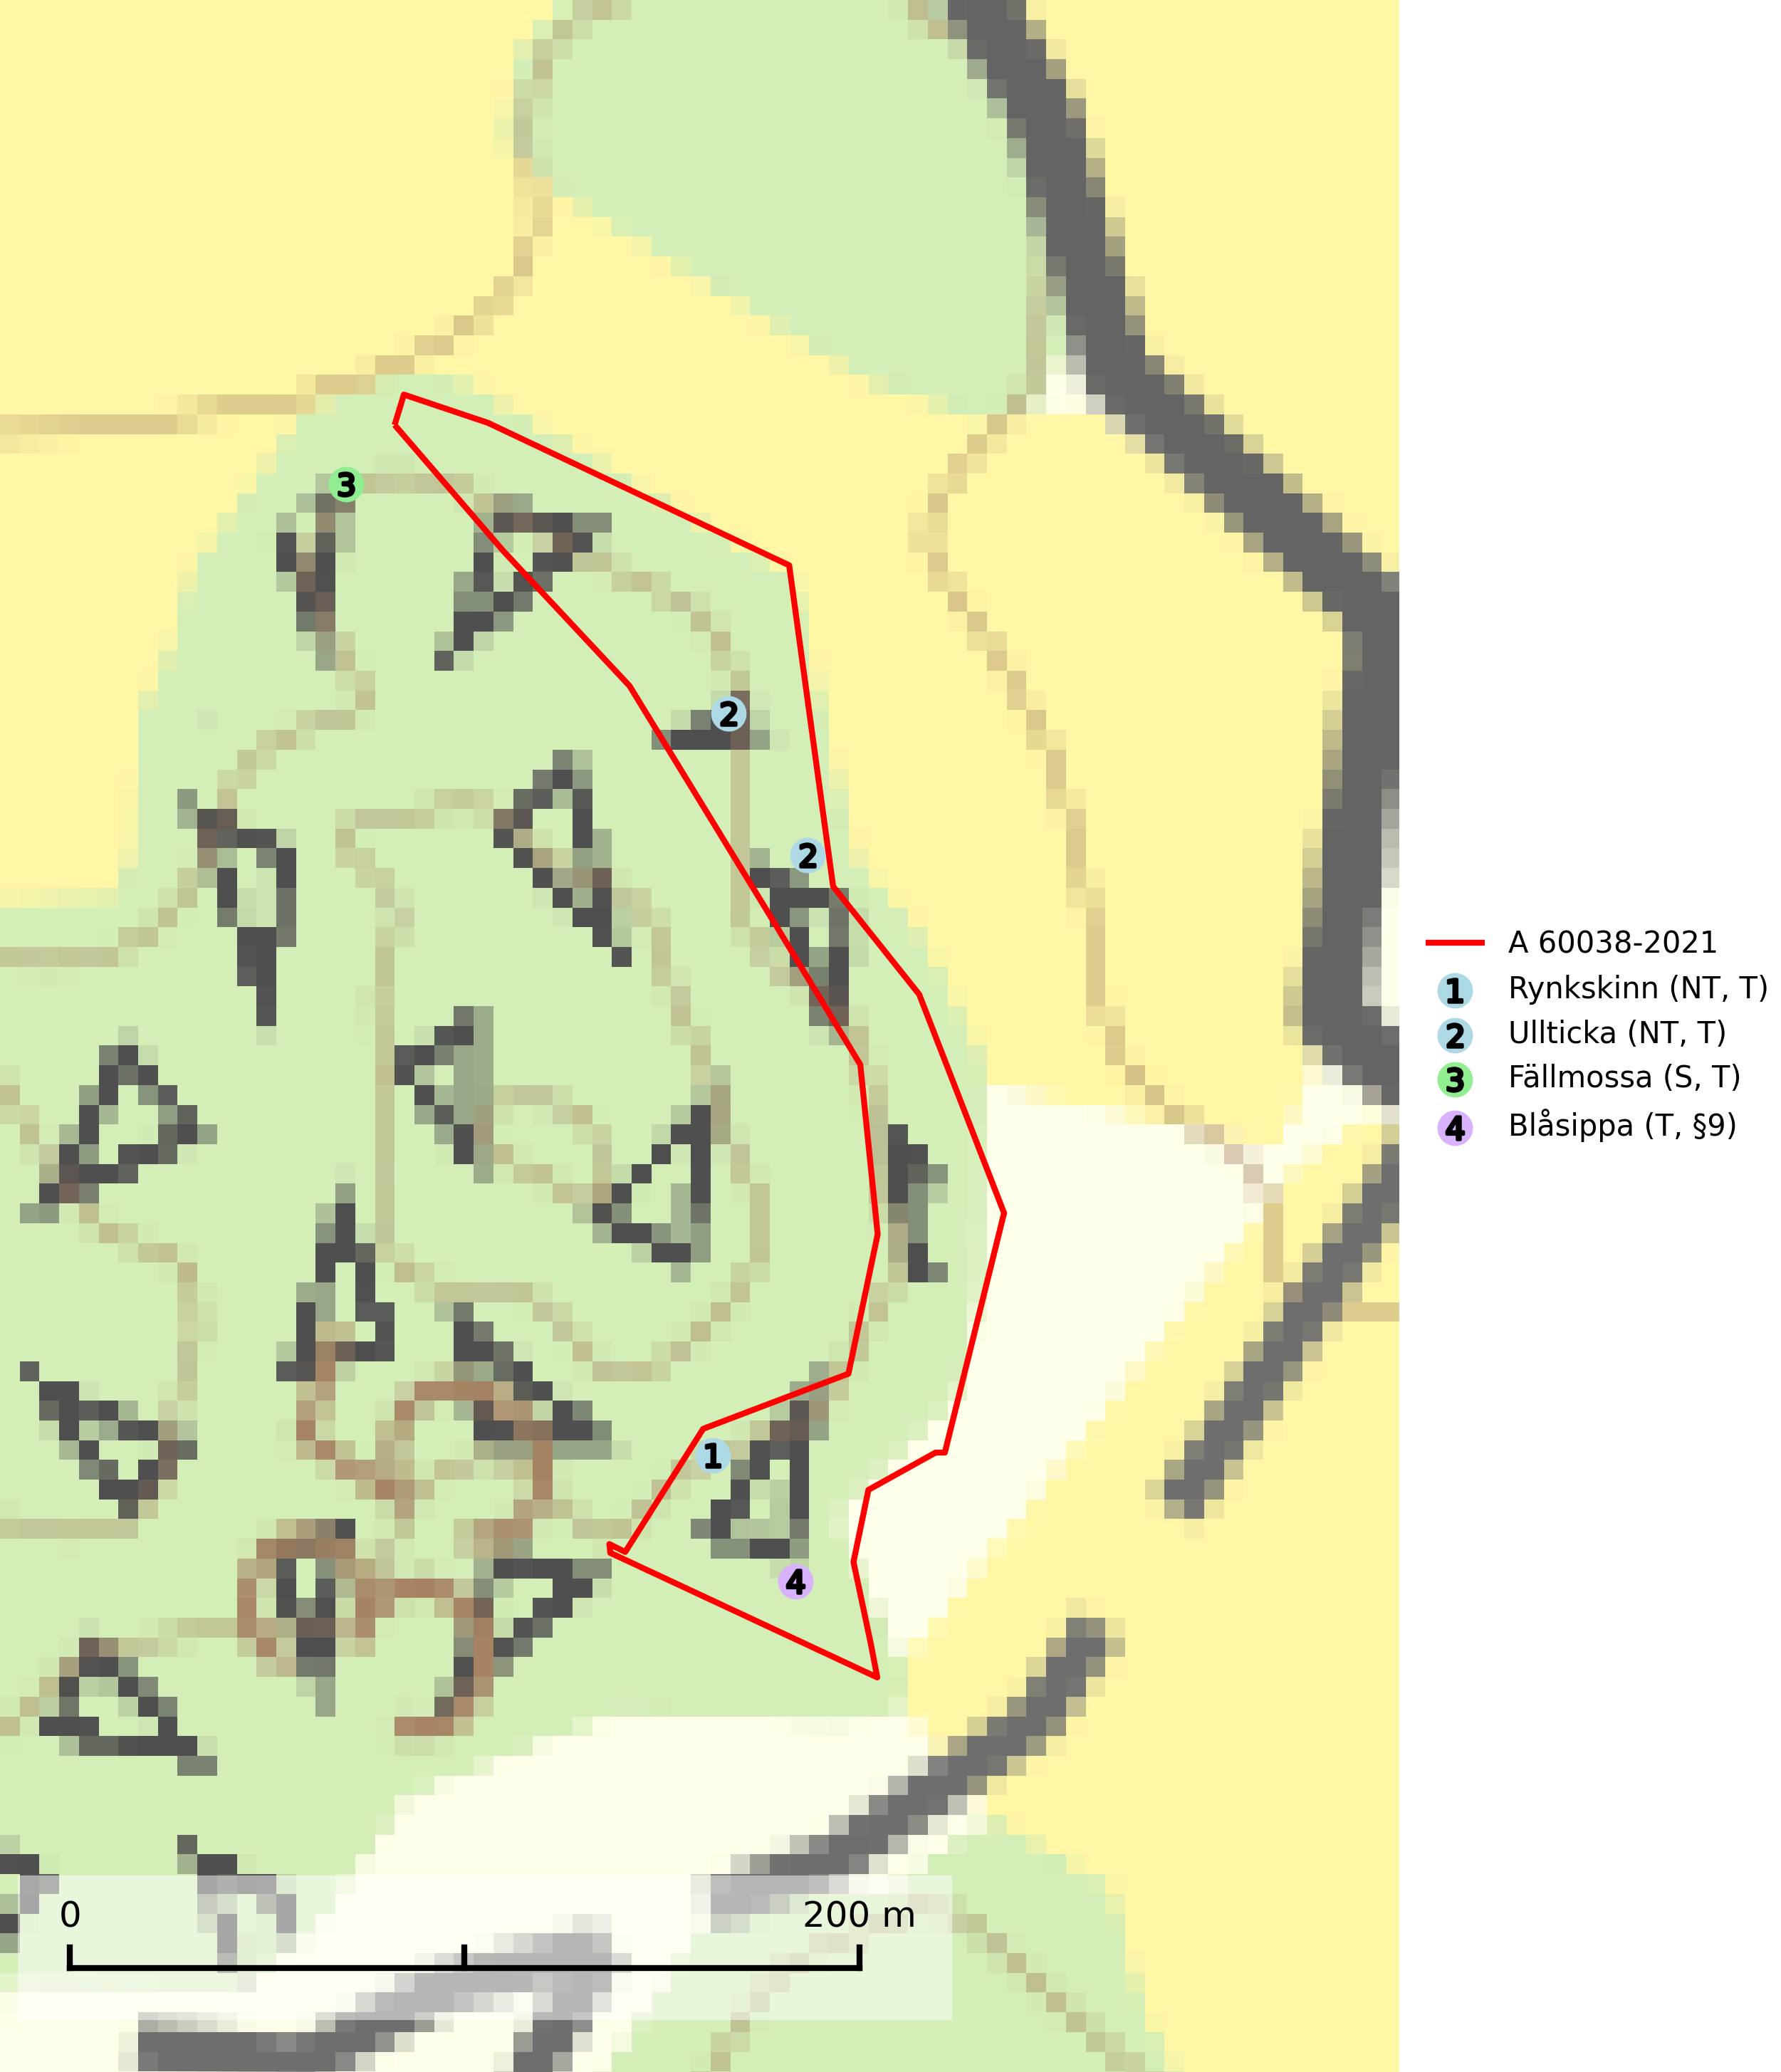 3
2
2
A 60038-2021
1 Rynkskinn (NT, T)
2 Ullticka (NT, T)
3 Fällmossa (S, T)
4 Blåsippa (T, §9)
1
4
0 200 m